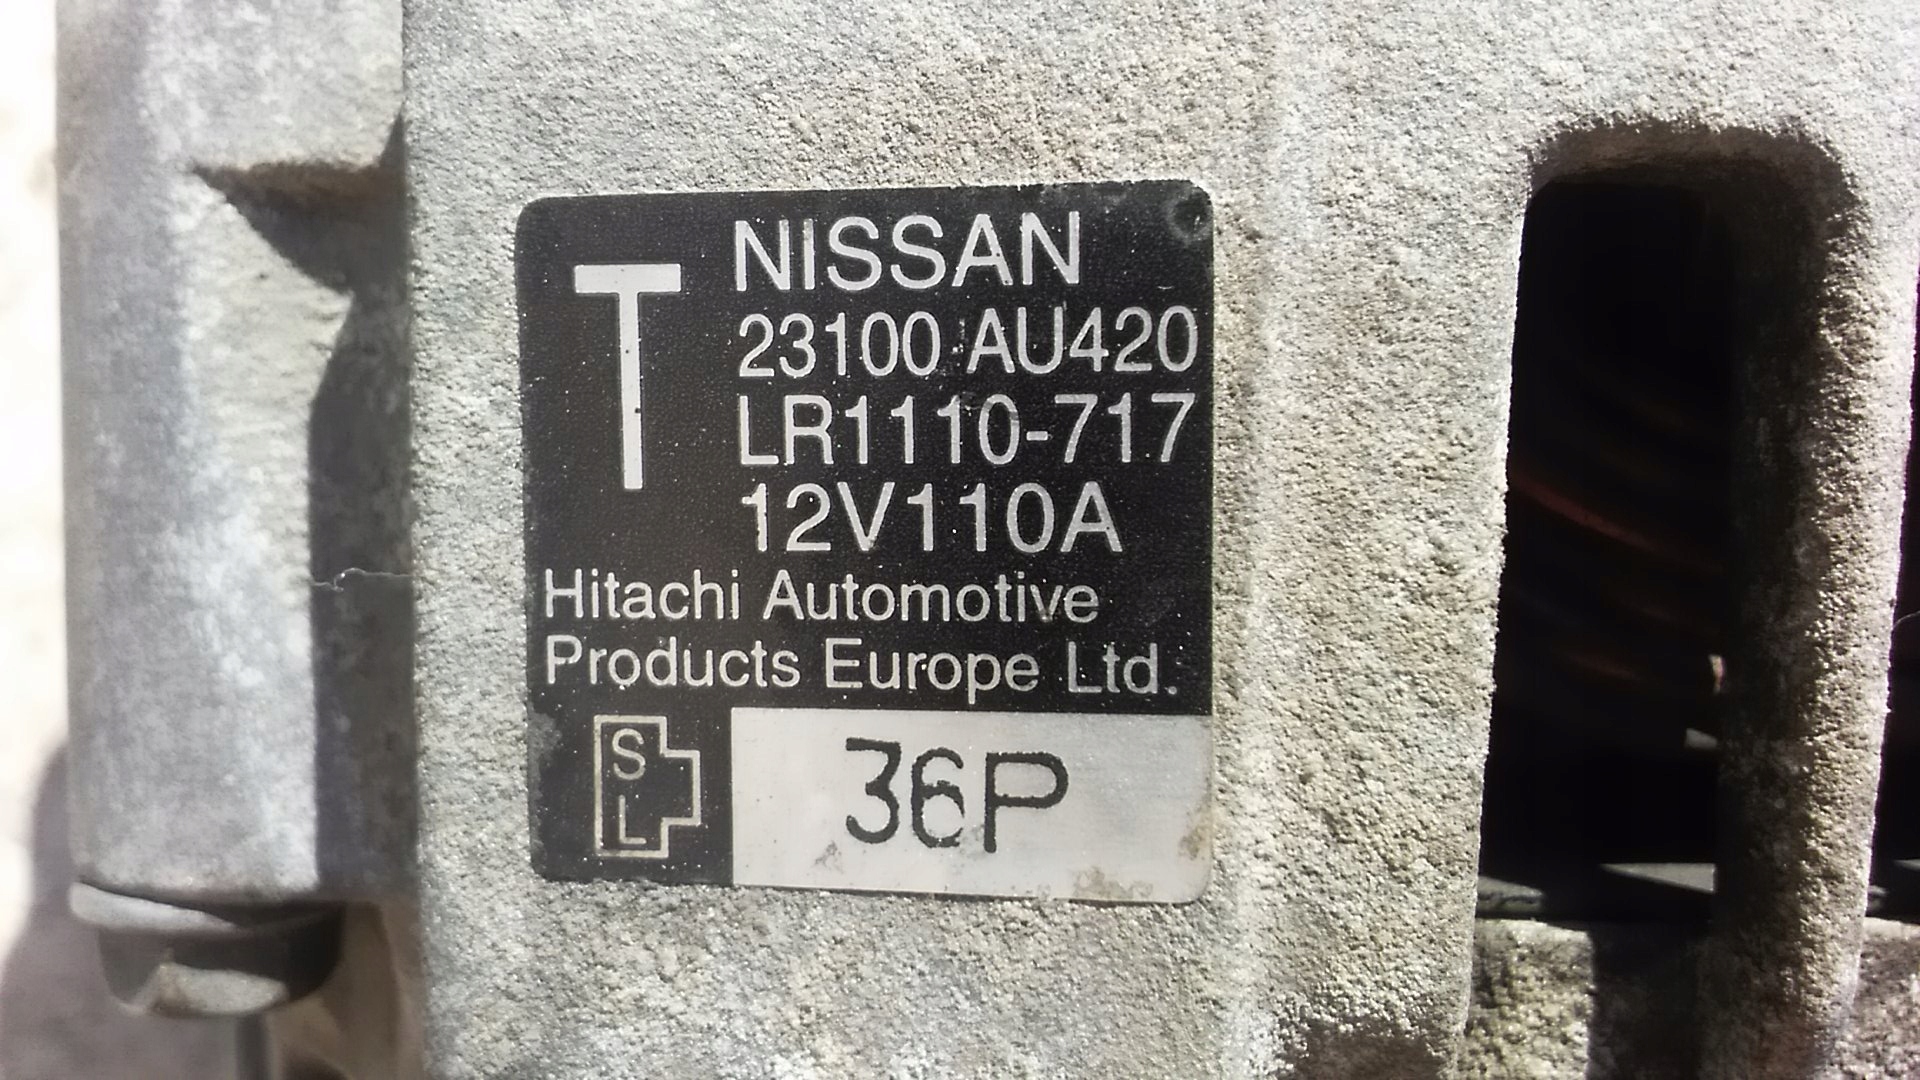 T
NISSAN
23100-AU420
LR1110-717
12V110A
Hitachi Automotive
Products Europe Ltd.
S
L
36P